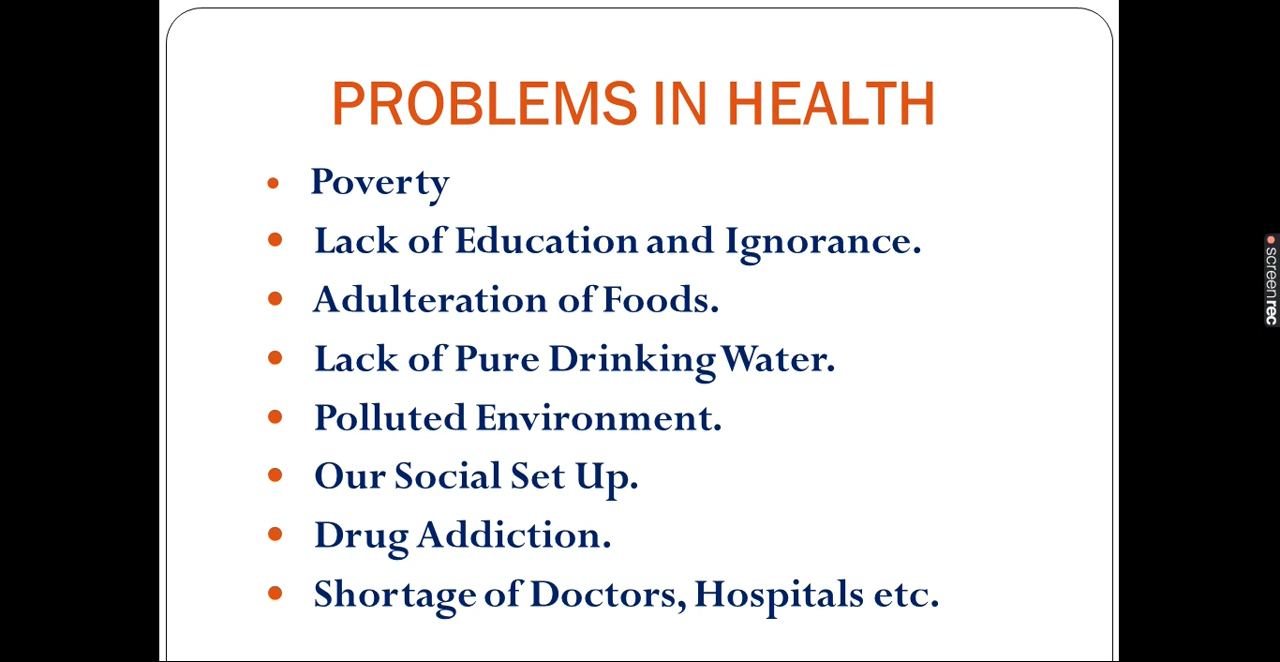 PROBLEMS IN HEALTH
• Poverty
• Lack of Education and Ignorance.
• Adulteration of Foods.
• Lack of Pure Drinking Water.
• Polluted Environment.
• Our Social Set Up.
• Drug Addiction.
• Shortage of Doctors, Hospitals etc.
screenrec